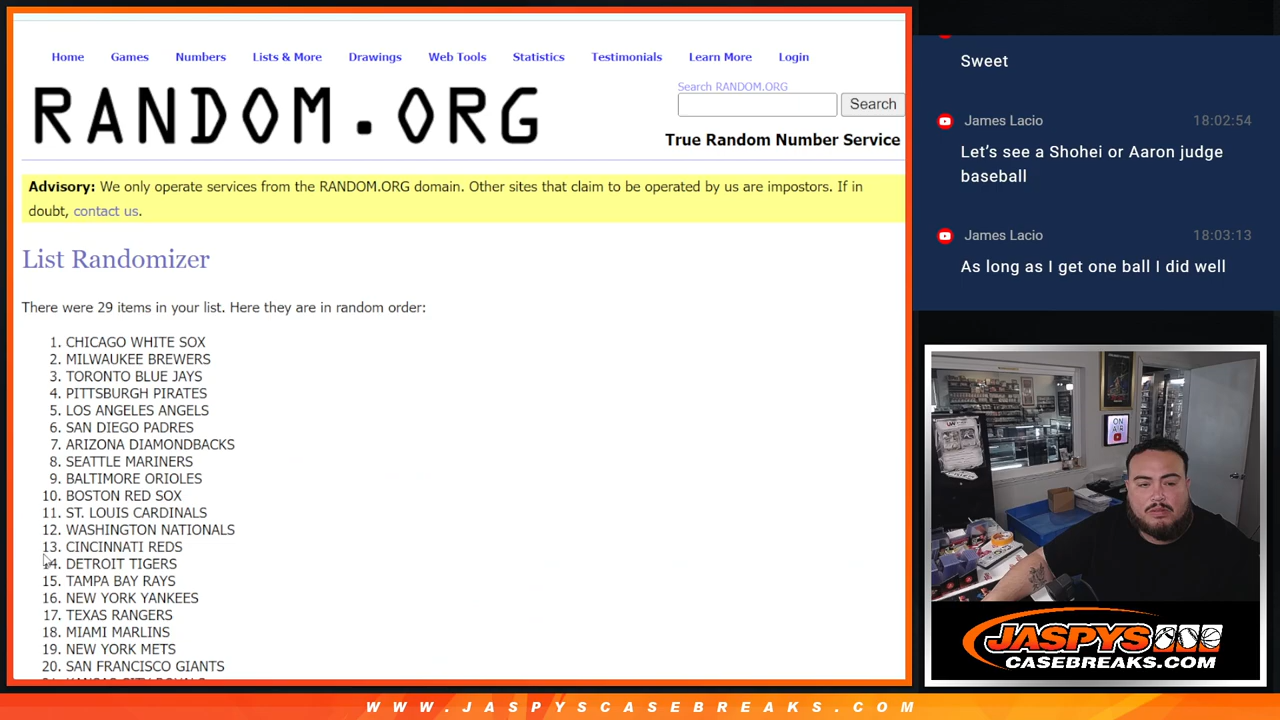 Home Games Numbers Lists & More Drawings Web Tools Statistics Testimonials Learn More Login
RANDOM.ORG
Search RANDOM.ORG
Search
True Random Number Service
Advisory: We only operate services from the RANDOM.ORG domain. Other sites that claim to be operated by us are impostors. If in
doubt, contact us.
List Randomizer
There were 29 items in your list. Here they are in random order:
1. CHICAGO WHITE SOX
2. MILWAUKEE BREWERS
3. TORONTO BLUE JAYS
4. PITTSBURGH PIRATES
5. LOS ANGELES ANGELS
6. SAN DIEGO PADRES
7. ARIZONA DIAMONDBACKS
8. SEATTLE MARINERS
9. BALTIMORE ORIOLES
10. BOSTON RED SOX
11. ST. LOUIS CARDINALS
12. WASHINGTON NATIONALS
13. CINCINNATI REDS
14. DETROIT TIGERS
15. TAMPA BAY RAYS
16. NEW YORK YANKEES
17. TEXAS RANGERS
18. MIAMI MARLINS
19. NEW YORK METS
20. SAN FRANCISCO GIANTS
Sweet
James Lacio 18:02:54
Let’s see a Shohei or Aaron judge
baseball
James Lacio 18:03:13
As long as I get one ball I did well
ON
AIR
JASPYS
CASEBREAKS.COM
WWW.JASPYSCASEBREAKS.COM